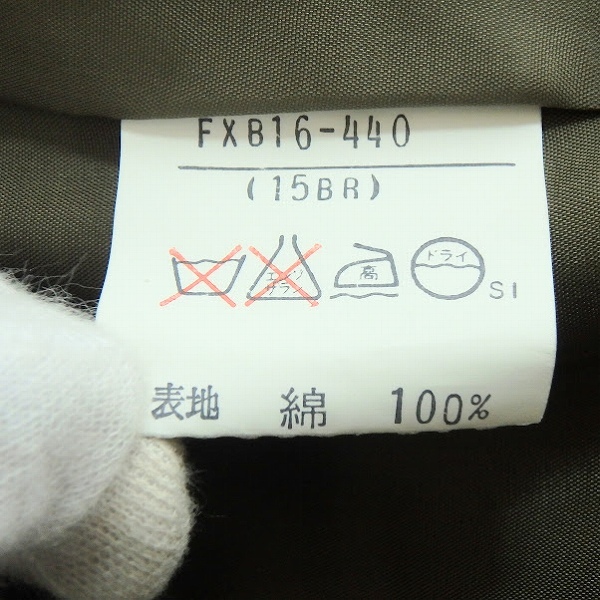 FXB16-440
(15BR)
エンソ
サラシ
高
ドライ
SI
表地 綿 100%